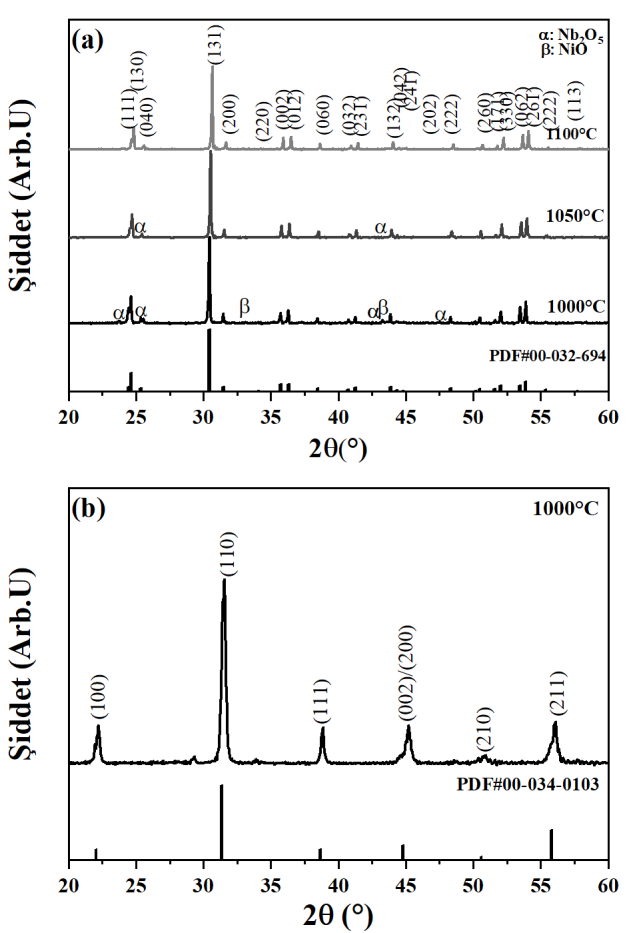 (a)
α: Nb2O5
β: NiO
(111)
(130)
(040)
(131)
(200)
(220)
(002)
(012)
(060)
(032)
(231)
(132)
(042)
(241)
(202)
(222)
(260)
(171)
(330)
(062)
(261)
(222)
(113)
1100°C
α
α
1050°C
α
α
β
α
β
α
1000°C
PDF#00-032-694
Şiddet (Arb.U)
20 25 30 35 40 45 50 55 60
2θ(°)
(b)
1000°C
(100)
(110)
(111)
(002)/(200)
(210)
(211)
PDF#00-034-0103
Şiddet (Arb.U)
20 25 30 35 40 45 50 55 60
2θ (°)